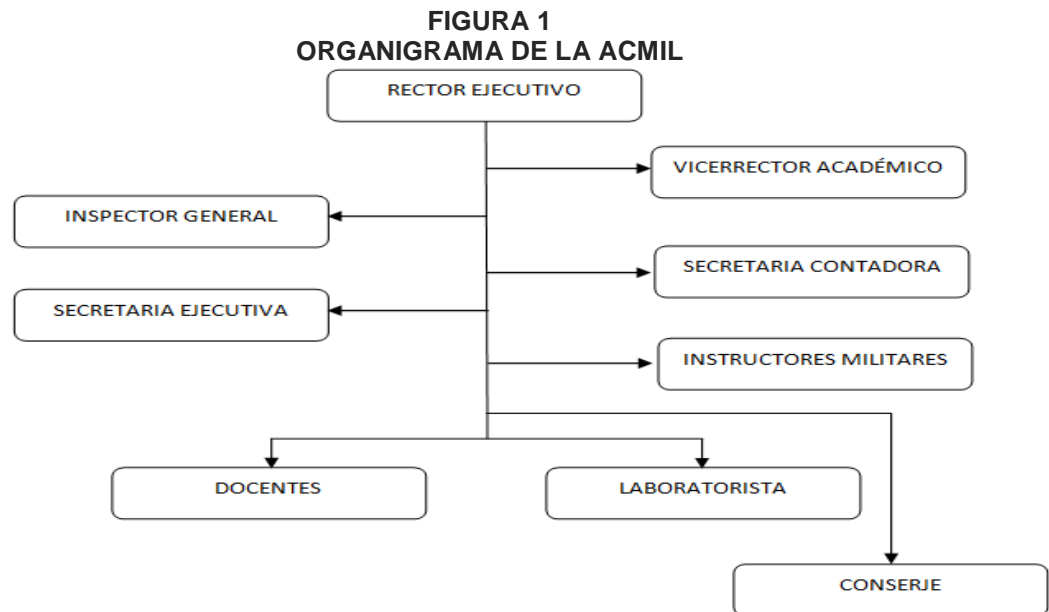 FIGURA 1
ORGANIGRAMA DE LA ACMIL
RECTOR EJECUTIVO
VICERRECTOR ACADÉMICO
INSPECTOR GENERAL
SECRETARIA CONTADORA
SECRETARIA EJECUTIVA
INSTRUCTORES MILITARES
DOCENTES
LABORATORISTA
CONSERJE